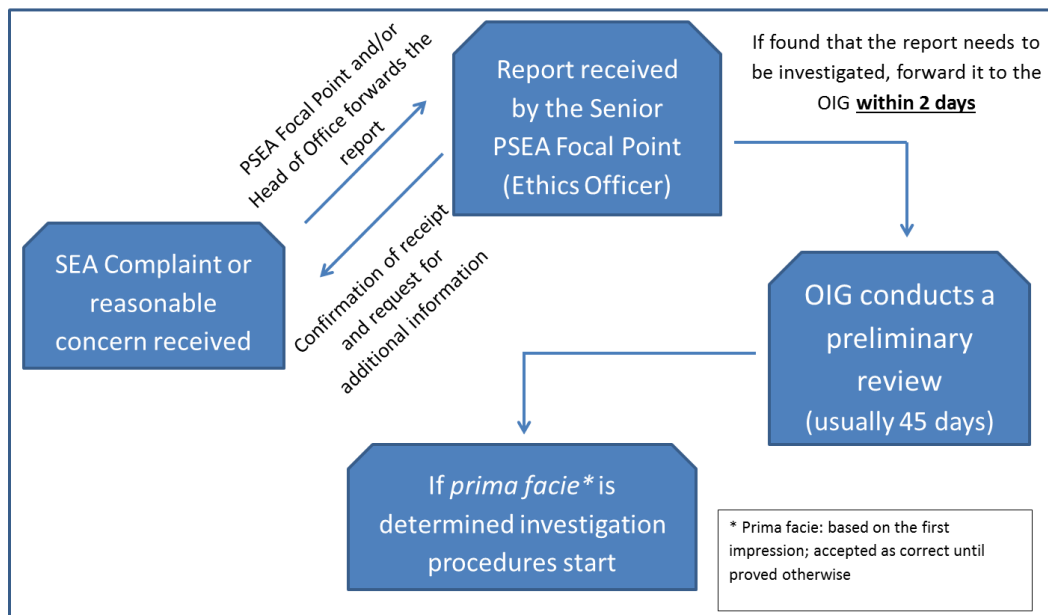 SEA Complaint or
reasonable
concern received
PSEA Focal Point and/or
Head of Office forwards the
report
Confirmation of receipt
and request for
additional information
Report received
by the Senior
PSEA Focal Point
(Ethics Officer)
If found that the report needs to
be investigated, forward it to the
OIG within 2 days
OIG conducts a
preliminary
review
(usually 45 days)
If prima facie* is
determined investigation
procedures start
* Prima facie: based on the first
impression; accepted as correct until
proved otherwise